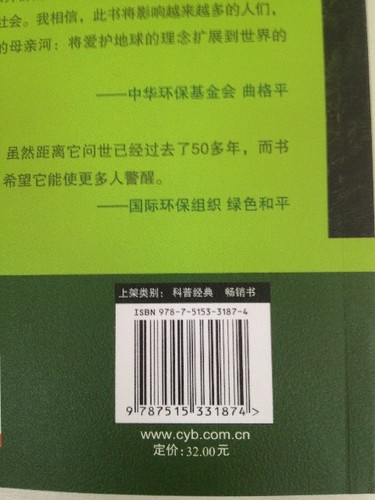 社会。我相信，此书将影响越来越多的人们，
的母亲河：将爱护地球的理念扩展到世界的
——中华环保基金会 曲格平
虽然距离它问世已经过去了50多年，而书
希望它能使更多人警醒。
——国际环保组织 绿色和平
上架类别： 科普经典 畅销书
ISBN 978-7-5153-3187-4
9 787515 331874 >
www.cyb.com.cn
定价: 32.00元